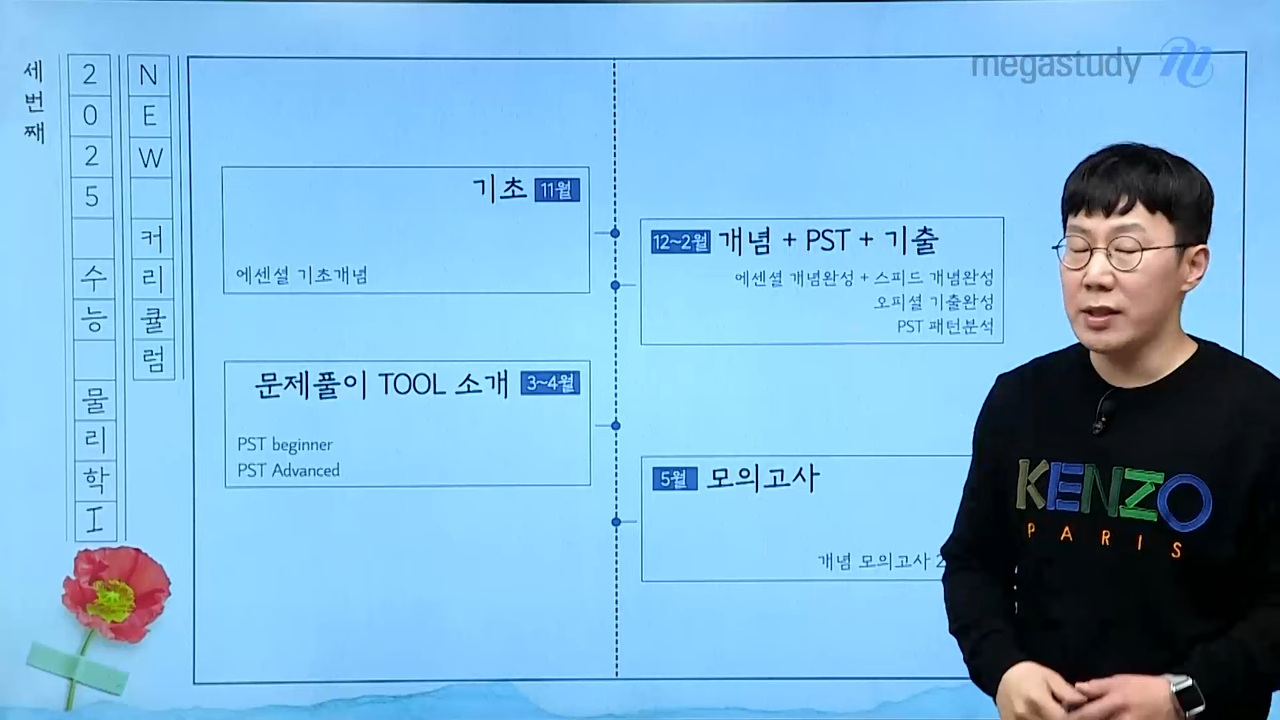 세번째
2025 수능 물리학I
NEW 커리큘럼
megastudy
기초 11월
에센셜 기초개념
12~2월 개념 + PST + 기출
에센셜 개념완성 + 스피드 개념완성
오피셜 기출완성
PST 패턴분석
문제풀이 TOOL 소개 3~4월
PST beginner
PST Advanced
5월 모의고사
개념 모의고사 2
KENZO
PARIS